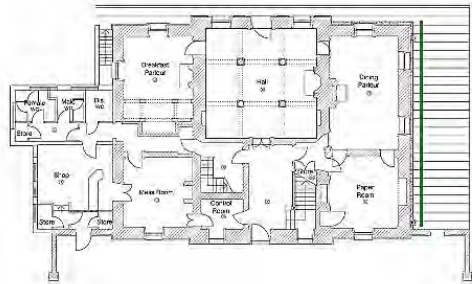 Breakfast
Parlour
Hall
Dining
Parlour
Female
WC
Male
WC
Dis.
WC
Store
Shop
Mess Room
Store
Control
Room
Paper
Room
Store
Store